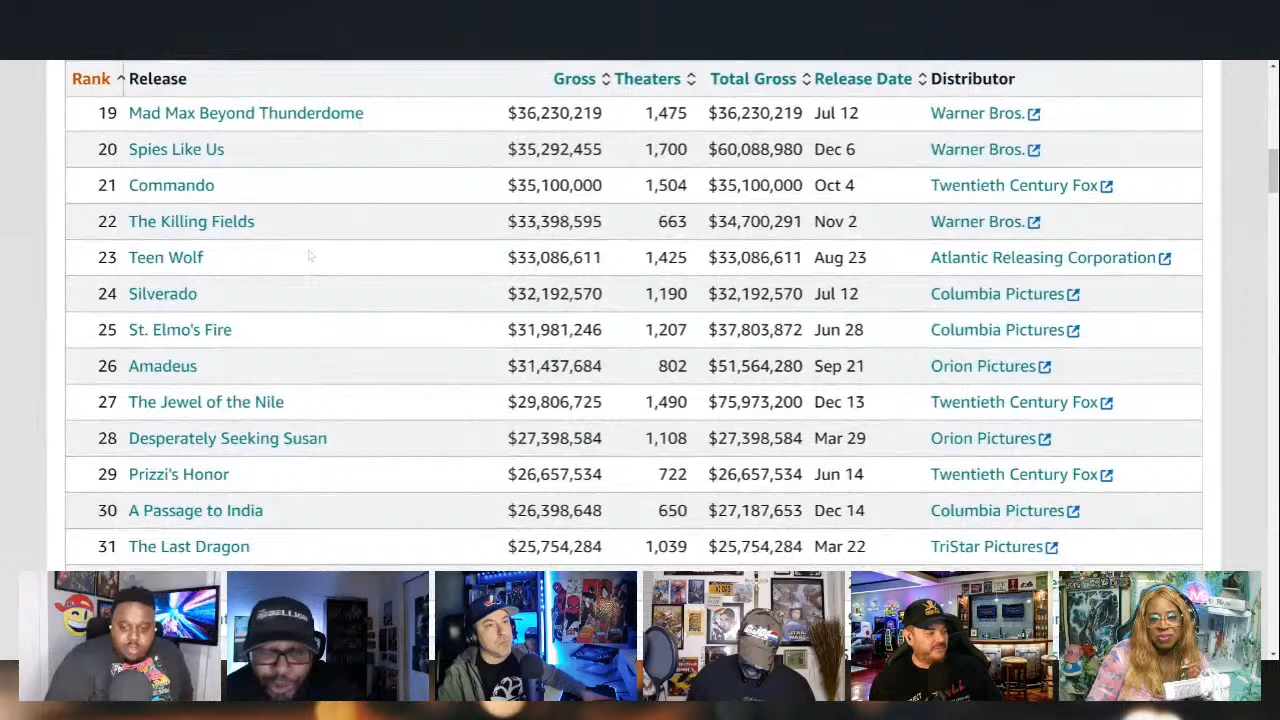 Rank Release Gross Theaters Total Gross Release Date Distributor
19 Mad Max Beyond Thunderdome $36,230,219 1,475 $36,230,219 Jul 12 Warner Bros.
20 Spies Like Us $35,292,455 1,700 $60,088,980 Dec 6 Warner Bros.
21 Commando $35,100,000 1,504 $35,100,000 Oct 4 Twentieth Century Fox
22 The Killing Fields $33,398,595 663 $34,700,291 Nov 2 Warner Bros.
23 Teen Wolf $33,086,611 1,425 $33,086,611 Aug 23 Atlantic Releasing Corporation
24 Silverado $32,192,570 1,190 $32,192,570 Jul 12 Columbia Pictures
25 St. Elmo's Fire $31,981,246 1,207 $37,803,872 Jun 28 Columbia Pictures
26 Amadeus $31,437,684 802 $51,564,280 Sep 21 Orion Pictures
27 The Jewel of the Nile $29,806,725 1,490 $75,973,200 Dec 13 Twentieth Century Fox
28 Desperately Seeking Susan $27,398,584 1,108 $27,398,584 Mar 29 Orion Pictures
29 Prizzi's Honor $26,657,534 722 $26,657,534 Jun 14 Twentieth Century Fox
30 A Passage to India $26,398,648 650 $27,187,653 Dec 14 Columbia Pictures
31 The Last Dragon $25,754,284 1,039 $25,754,284 Mar 22 TriStar Pictures